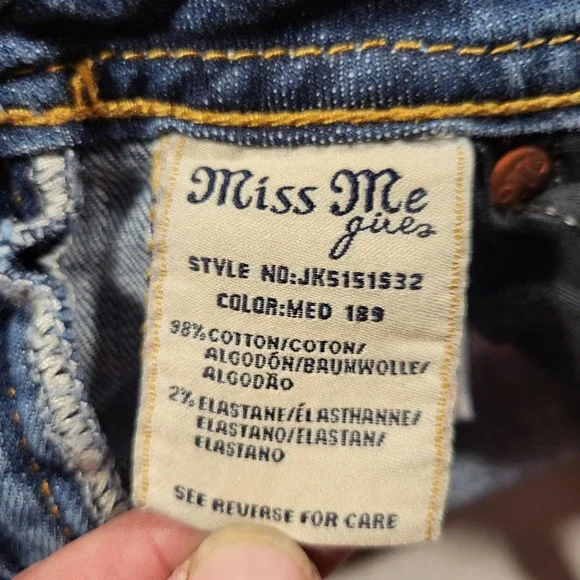 Miss Me
girls
STYLE NO:JK5151S32
COLOR:MED 189
98% COTTON/COTON/
ALGODÓN/BAUMWOLLE/
ALGODÃO
2% ELASTANE/ÉLASTHANNE/
ELASTANO/ELASTAN/
ELASTANO
SEE REVERSE FOR CARE